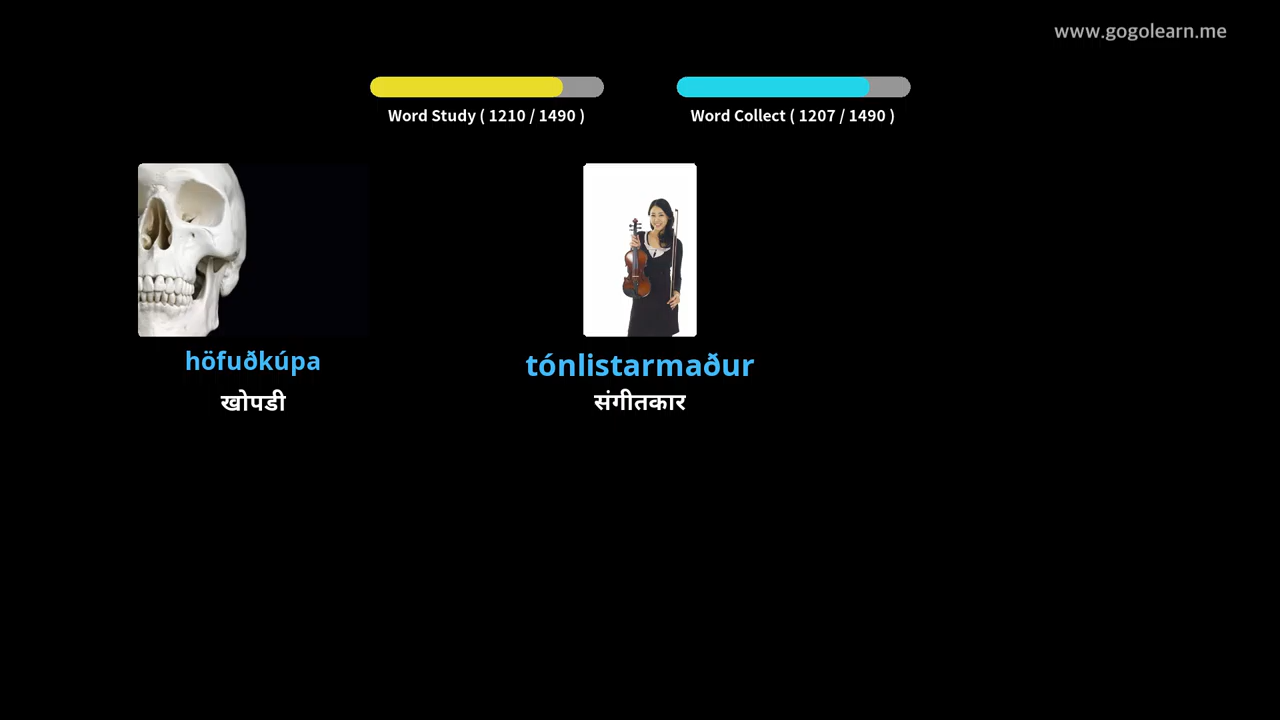 www.gogolearn.me
Word Study ( 1210 / 1490 )
Word Collect ( 1207 / 1490 )
höfuðkúpa
tónlistarmaður
खोपडी
संगीतकार